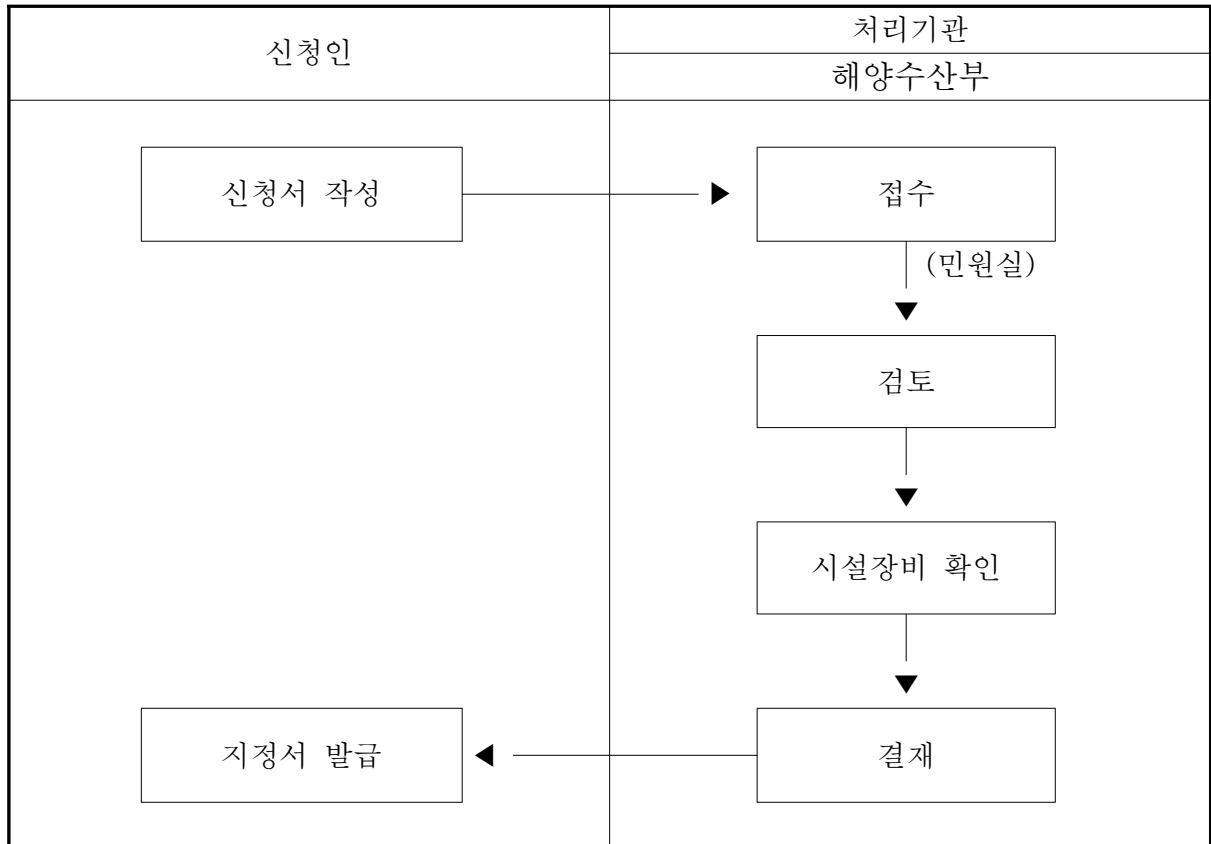 신청인
처리기관
해양수산부
신청서 작성
접수
(민원실)
검토
시설장비 확인
지정서 발급
결재